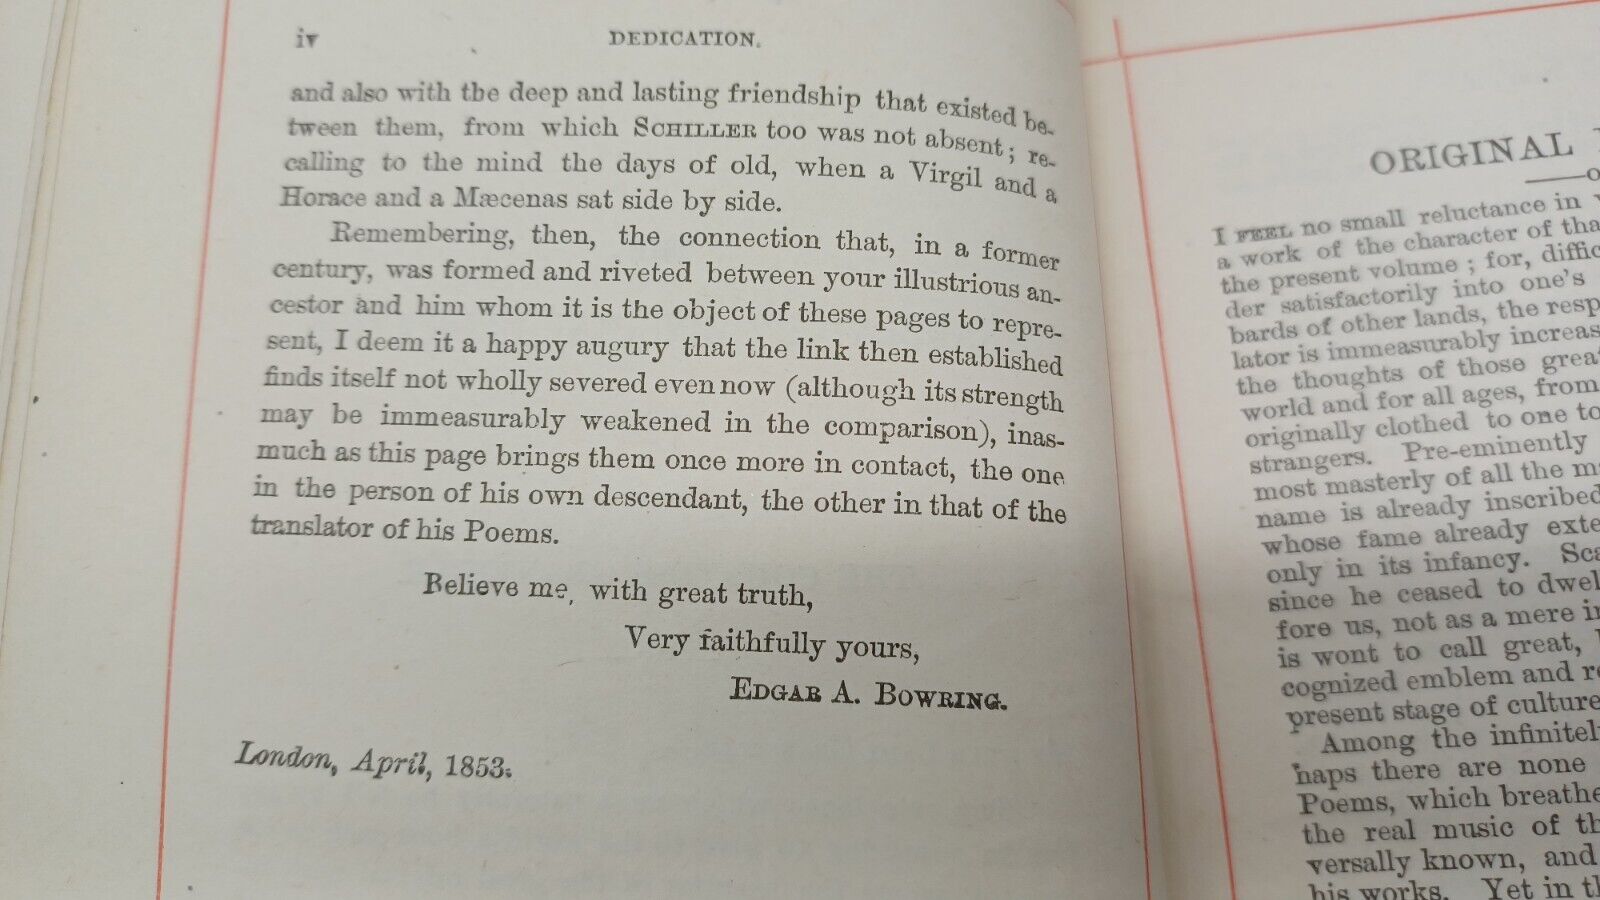 iv
DEDICATION.
and also with the deep and lasting friendship that existed be-
tween them, from which SCHILLER too was not absent; re-
calling to the mind the days of old, when a Virgil and a
Horace and a Mæcenas sat side by side.
Remembering, then, the connection that, in a former
century, was formed and riveted between your illustrious an-
cestor and him whom it is the object of these pages to repre-
sent, I deem it a happy augury that the link then established
finds itself not wholly severed even now (although its strength
may be immeasurably weakened in the comparison), inas-
much as this page brings them once more in contact, the one
in the person of his own descendant, the other in that of the
translator of his Poems.
Believe me, with great truth,
Very faithfully yours,
EDGAR A. BOWRING.
London, April, 1853.
ORIGINAL
I FEEL no small reluctance in
a work of the character of tha
the present volume; for, diffic
der satisfactorily into one's
bards of other lands, the resp
lator is immeasurably increas
the thoughts of those grea
world and for all ages, from
originally clothed to one to
strangers. Pre-eminently
most masterly of all the m
name is already inscribed
whose fame already exte
only in its infancy. Sca
since he ceased to dwel
fore us, not as a mere in
is wont to call great,
cognized emblem and re
present stage of culture
Among the infinitel
haps there are none
Poems, which breathe
the real music of th
versally known, and
his works. Yet in th